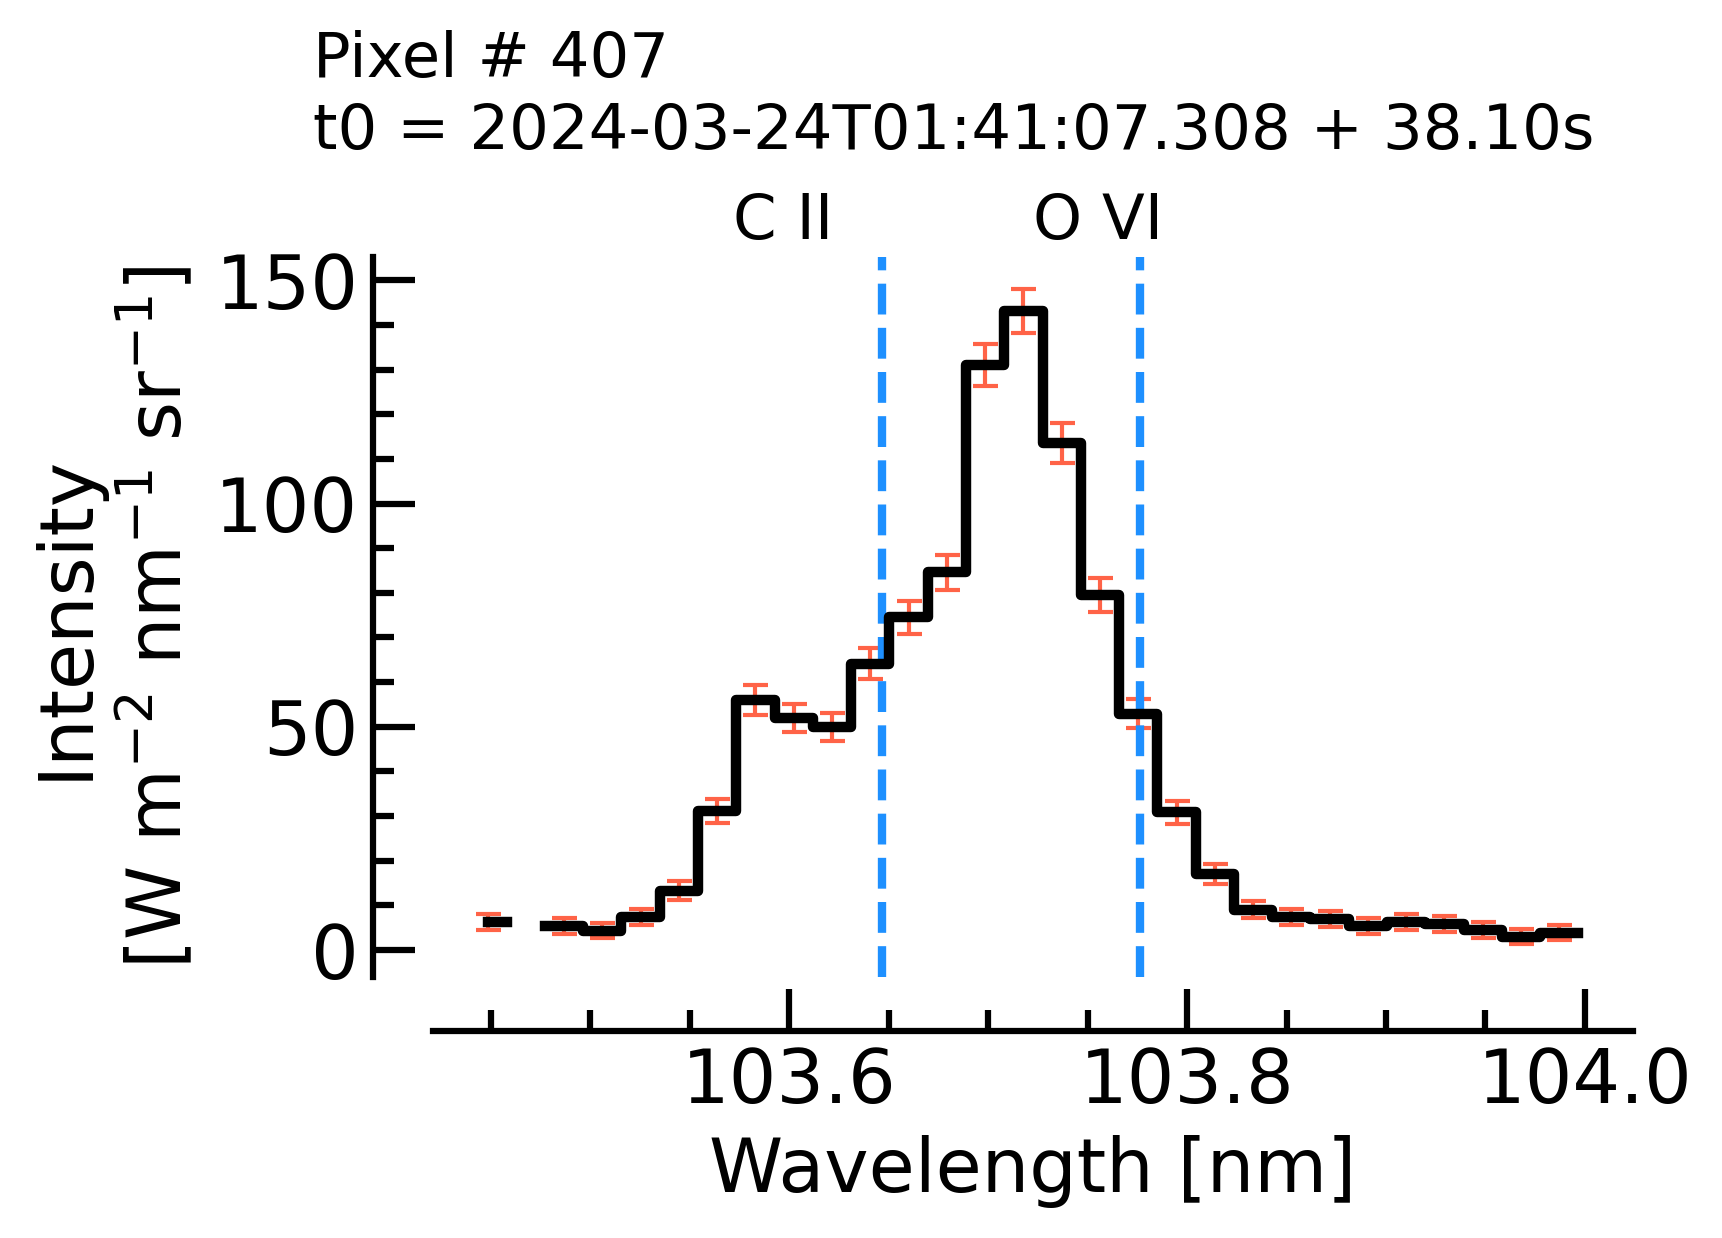 Pixel # 407
t0 = 2024-03-24T01:41:07.308 + 38.10s
C II
O VI
150
100
50
0
Intensity
[W m⁻² nm⁻¹ sr⁻¹]
103.6
103.8
104.0
Wavelength [nm]